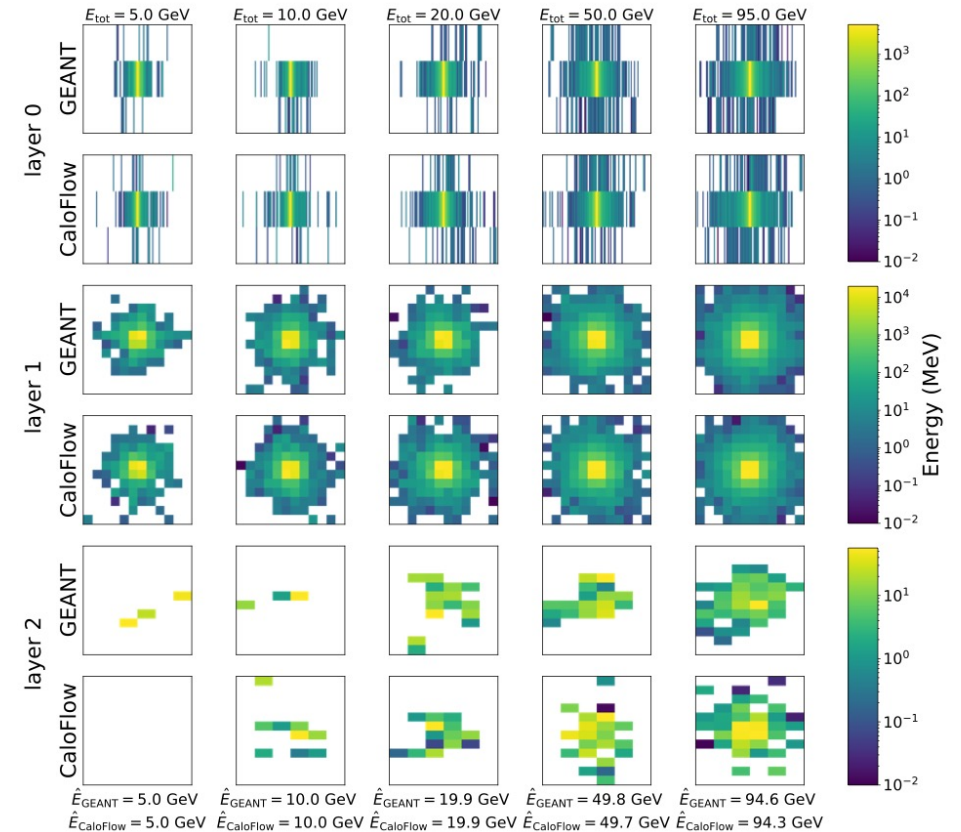 E_tot = 5.0 GeV E_tot = 10.0 GeV E_tot = 20.0 GeV E_tot = 50.0 GeV E_tot = 95.0 GeV
layer 0
GEANT
CaloFlow
10^3
10^2
10^1
10^0
10^−1
10^−2
layer 1
GEANT
CaloFlow
10^4
10^3
10^2
10^1
10^0
10^−1
10^−2
Energy (MeV)
layer 2
GEANT
CaloFlow
10^1
10^0
10^−1
10^−2
Ê_GEANT = 5.0 GeV Ê_GEANT = 10.0 GeV Ê_GEANT = 19.9 GeV Ê_GEANT = 49.8 GeV Ê_GEANT = 94.6 GeV
Ê_CaloFlow = 5.0 GeV Ê_CaloFlow = 10.0 GeV Ê_CaloFlow = 19.9 GeV Ê_CaloFlow = 49.7 GeV Ê_CaloFlow = 94.3 GeV